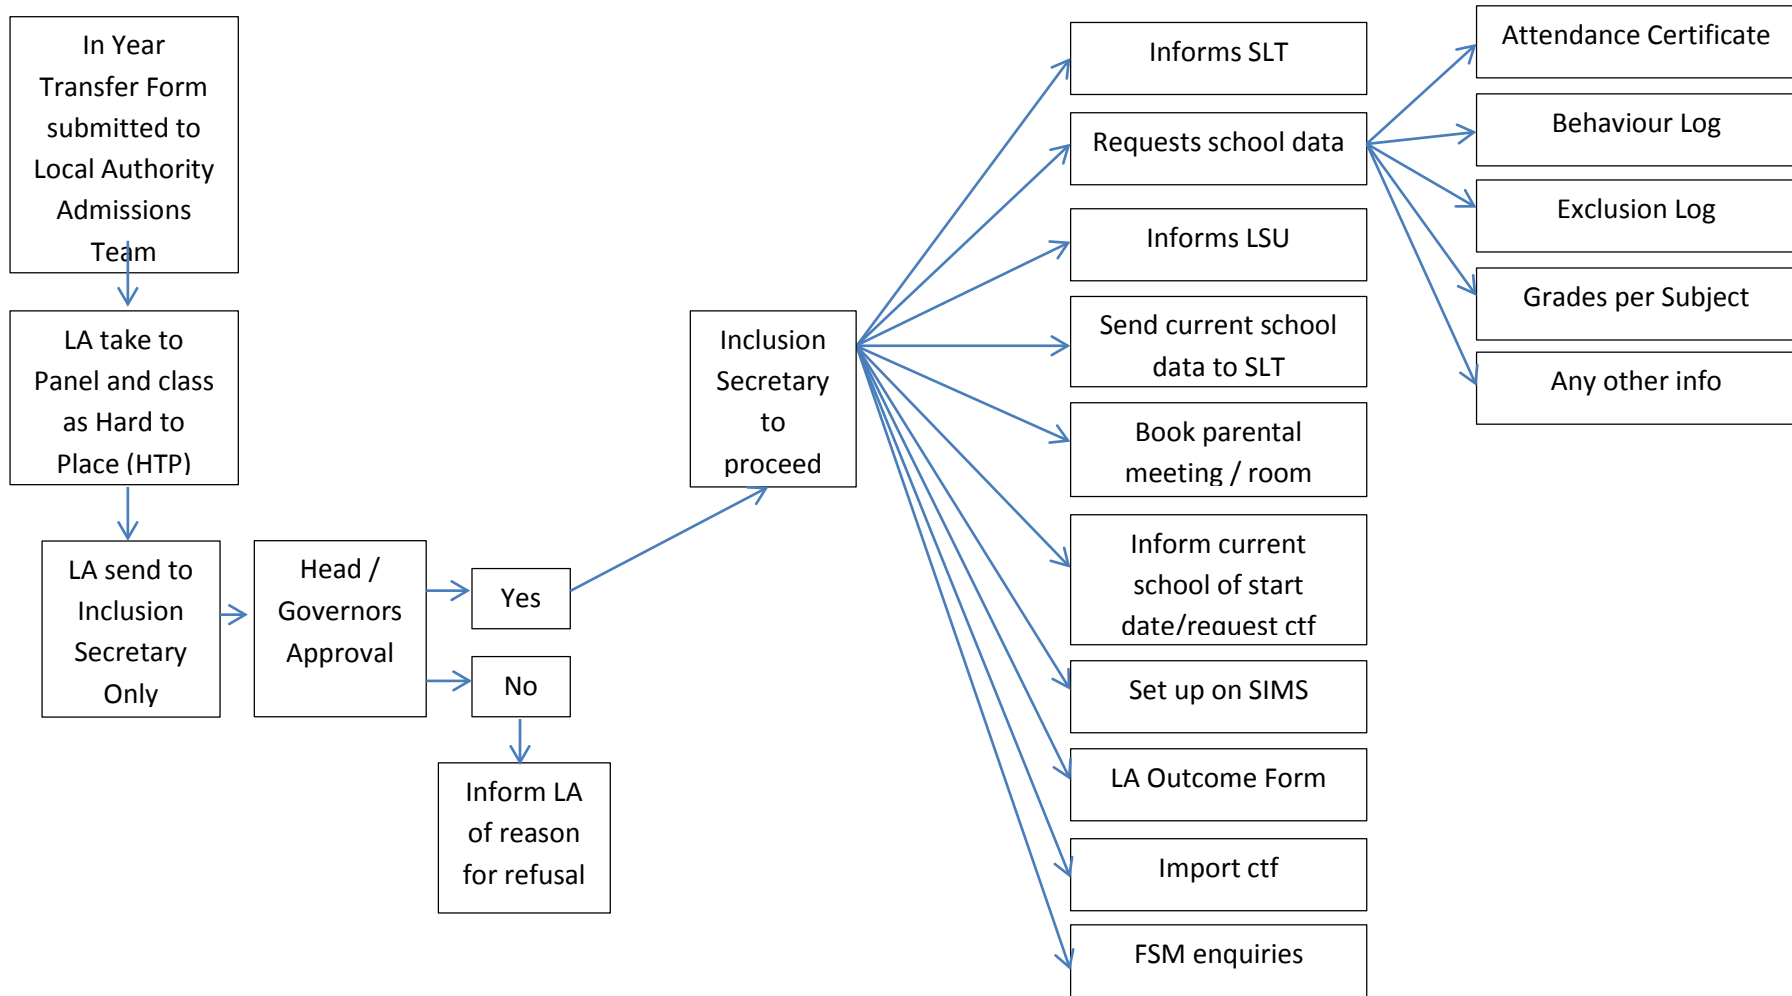 In Year
Transfer Form
submitted to
Local Authority
Admissions
Team
LA take to
Panel and class
as Hard to
Place (HTP)
LA send to
Inclusion
Secretary
Only
Head /
Governors
Approval
Yes
No
Inform LA
of reason
for refusal
Inclusion
Secretary
to
proceed
Informs SLT
Requests school data
Informs LSU
Send current school
data to SLT
Book parental
meeting / room
Inform current
school of start
date/request ctf
Set up on SIMS
LA Outcome Form
Import ctf
FSM enquiries
Attendance Certificate
Behaviour Log
Exclusion Log
Grades per Subject
Any other info